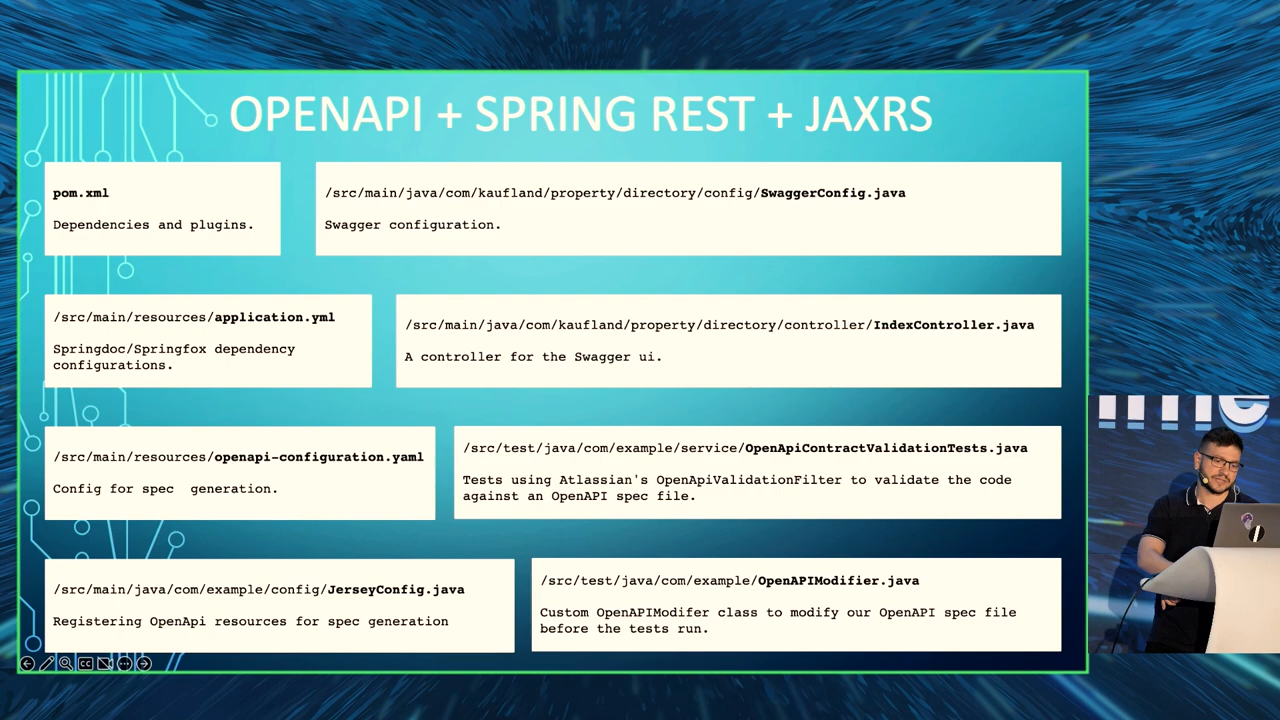 OPENAPI + SPRING REST + JAXRS
pom.xml
Dependencies and plugins.
/src/main/java/com/kaufland/property/directory/config/SwaggerConfig.java
Swagger configuration.
/src/main/resources/application.yml
Springdoc/Springfox dependency
configurations.
/src/main/java/com/kaufland/property/directory/controller/IndexController.java
A controller for the Swagger ui.
/src/main/resources/openapi-configuration.yaml
Config for spec  generation.
/src/test/java/com/example/service/OpenApiContractValidationTests.java
Tests using Atlassian's OpenApiValidationFilter to validate the code
against an OpenAPI spec file.
/src/main/java/com/example/config/JerseyConfig.java
Registering OpenApi resources for spec generation
/src/test/java/com/example/OpenAPIModifier.java
Custom OpenAPIModifer class to modify our OpenAPI spec file
before the tests run.
CC